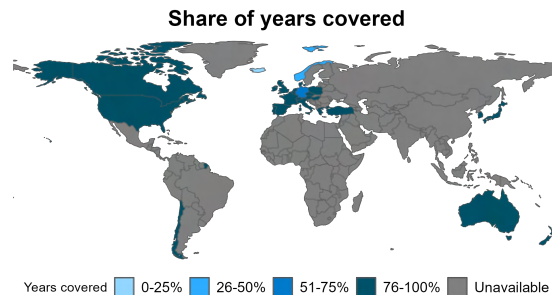 Share of years covered
Years covered 0-25% 26-50% 51-75% 76-100% Unavailable